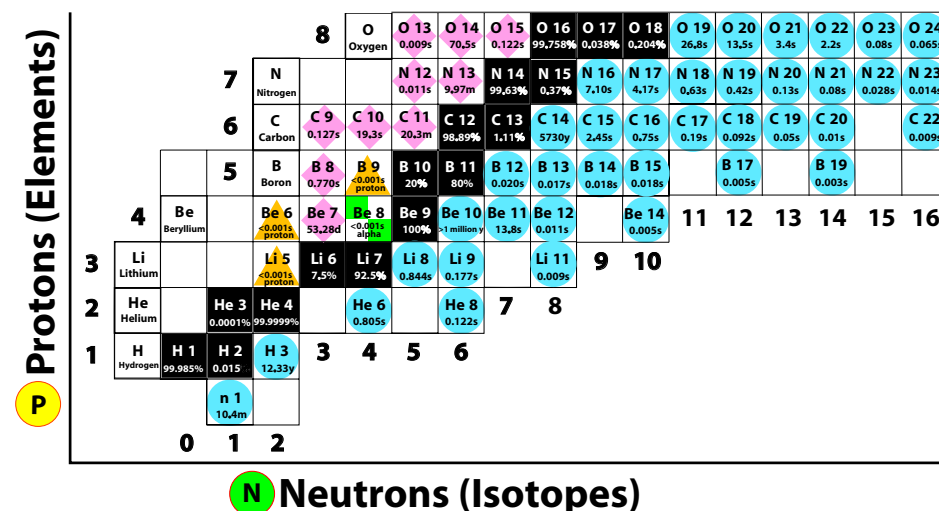 Protons (Elements)
P
8 O O 13 O 14 O 15 O 16 O 17 O 18 O 19 O 20 O 21 O 22 O 23 O 24
Oxygen 0.009s 70.5s 0.122s 99.758% 0.038% 0.204% 26.8s 13.5s 3.4s 2.2s 0.08s 0.065s
7 N N 12 N 13 N 14 N 15 N 16 N 17 N 18 N 19 N 20 N 21 N 22 N 23
Nitrogen 0.011s 9.97m 99.63% 0.37% 7.10s 4.17s 0.63s 0.42s 0.13s 0.08s 0.028s 0.014s
6 C C 9 C 10 C 11 C 12 C 13 C 14 C 15 C 16 C 17 C 18 C 19 C 20 C 22
Carbon 0.127s 19.3s 20.3m 98.89% 1.11% 5730y 2.45s 0.75s 0.19s 0.092s 0.05s 0.01s 0.009s
5 B B 8 B 9 B 10 B 11 B 12 B 13 B 14 B 15 B 17 B 19
Boron 0.770s <0.001s proton 20% 80% 0.020s 0.017s 0.018s 0.018s 0.005s 0.003s
4 Be Be 6 Be 7 Be 8 Be 9 Be 10 Be 11 Be 12 Be 14 11 12 13 14 15 16
Beryllium <0.001s proton 53.28d <0.001s alpha 100% >1 million y 13.8s 0.011s 0.005s
3 Li Li 5 Li 6 Li 7 Li 8 Li 9 Li 11 9 10
Lithium <0.001s proton 7.5% 92.5% 0.844s 0.177s 0.009s
2 He He 3 He 4 He 6 He 8 7 8
Helium 0.0001% 99.9999% 0.805s 0.122s
1 H H 1 H 2 H 3 3 4 5 6
Hydrogen 99.985% 0.015 12.33y
n 1
10.4m
0 1 2
N Neutrons (Isotopes)